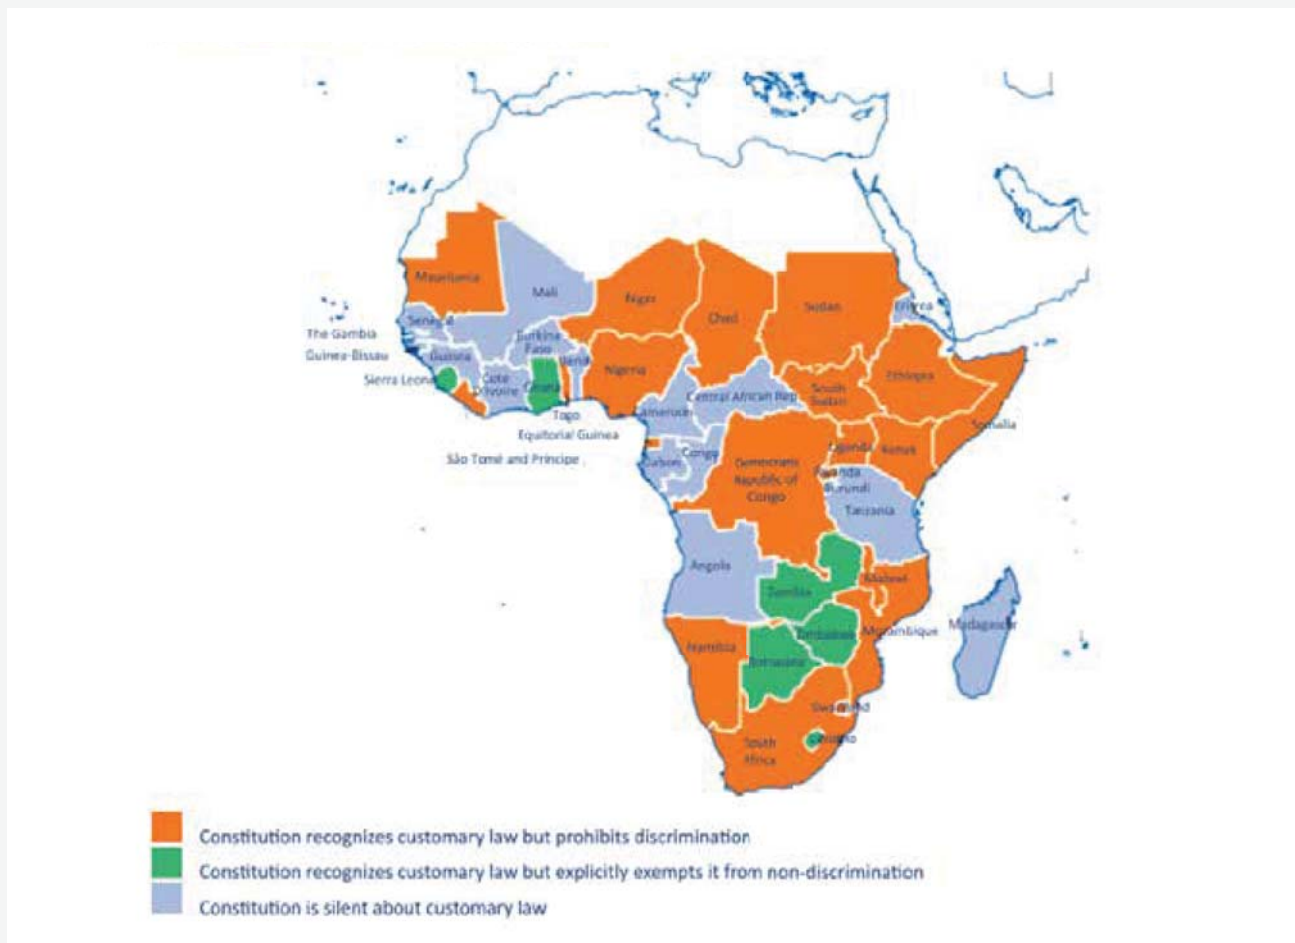 Mauritania
Mali
Niger
Chad
Sudan
Eritrea
Senegal
The Gambia
Guinea-Bissau
Guinea
Sierra Leone
Burkina
Faso
Benin
Cote
D'Ivoire
Ghana
Nigeria
Togo
Equitorial Guinea
São Tomé and Príncipe
Cameroun
Central African Rep
South
Sudan
Ethiopia
Somalia
Uganda
Kenya
Gabon
Congo
Democratic
Republic of
Congo
Rwanda
Burundi
Tanzania
Angola
Zambia
Malawi
Mozambique
Zimbabwe
Madagascar
Namibia
Botswana
Swaziland
South
Africa
Lesotho
Constitution recognizes customary law but prohibits discrimination
Constitution recognizes customary law but explicitly exempts it from non-discrimination
Constitution is silent about customary law